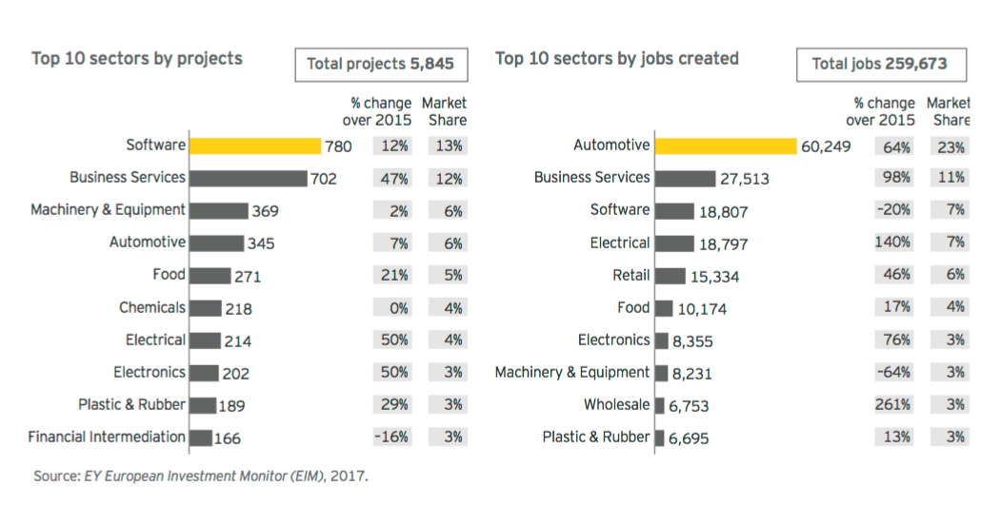 Top 10 sectors by projects
Total projects 5,845
% change Market
over 2015 Share
Software 780 12% 13%
Business Services 702 47% 12%
Machinery & Equipment 369 2% 6%
Automotive 345 7% 6%
Food 271 21% 5%
Chemicals 218 0% 4%
Electrical 214 50% 4%
Electronics 202 50% 3%
Plastic & Rubber 189 29% 3%
Financial Intermediation 166 -16% 3%
Top 10 sectors by jobs created
Total jobs 259,673
% change Market
over 2015 Share
Automotive 60,249 64% 23%
Business Services 27,513 98% 11%
Software 18,807 -20% 7%
Electrical 18,797 140% 7%
Retail 15,334 46% 6%
Food 10,174 17% 4%
Electronics 8,355 76% 3%
Machinery & Equipment 8,231 -64% 3%
Wholesale 6,753 261% 3%
Plastic & Rubber 6,695 13% 3%
Source: EY European Investment Monitor (EIM), 2017.